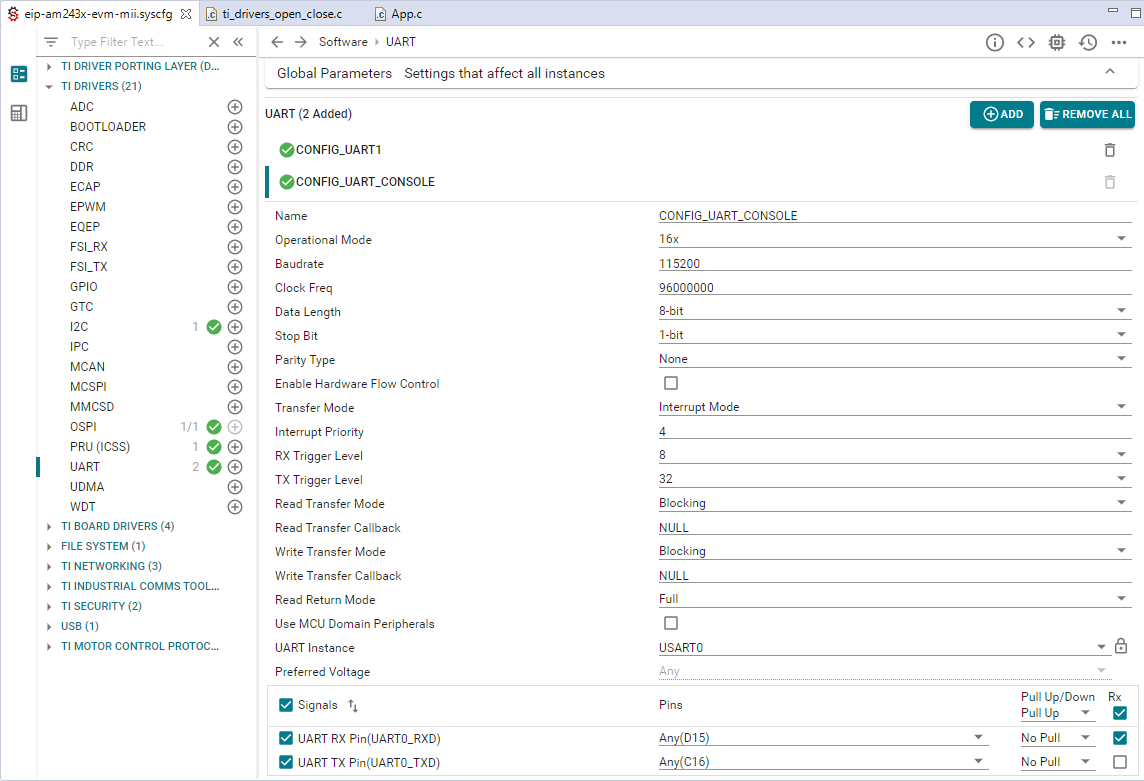 eip-am243x-evm-mii.syscfg
ti_drivers_open_close.c
App.c
Type Filter Text...
Software
UART
TI DRIVER PORTING LAYER (D...
TI DRIVERS (21)
ADC
BOOTLOADER
CRC
DDR
ECAP
EPWM
EQEP
FSI_RX
FSI_TX
GPIO
GTC
I2C 1
IPC
MCAN
MCSPI
MMCSD
OSPI 1/1
PRU (ICSS) 1
UART 2
UDMA
WDT
TI BOARD DRIVERS (4)
FILE SYSTEM (1)
TI NETWORKING (3)
TI INDUSTRIAL COMMS TOOL...
TI SECURITY (2)
USB (1)
TI MOTOR CONTROL PROTOC...
Global Parameters Settings that affect all instances
UART (2 Added)
ADD
REMOVE ALL
CONFIG_UART1
CONFIG_UART_CONSOLE
Name CONFIG_UART_CONSOLE
Operational Mode 16x
Baudrate 115200
Clock Freq 96000000
Data Length 8-bit
Stop Bit 1-bit
Parity Type None
Enable Hardware Flow Control
Transfer Mode Interrupt Mode
Interrupt Priority 4
RX Trigger Level 8
TX Trigger Level 32
Read Transfer Mode Blocking
Read Transfer Callback NULL
Write Transfer Mode Blocking
Write Transfer Callback NULL
Read Return Mode Full
Use MCU Domain Peripherals
UART Instance USART0
Preferred Voltage Any
Signals Pins Pull Up/Down Rx
Pull Up
UART RX Pin(UART0_RXD) Any(D15) No Pull
UART TX Pin(UART0_TXD) Any(C16) No Pull